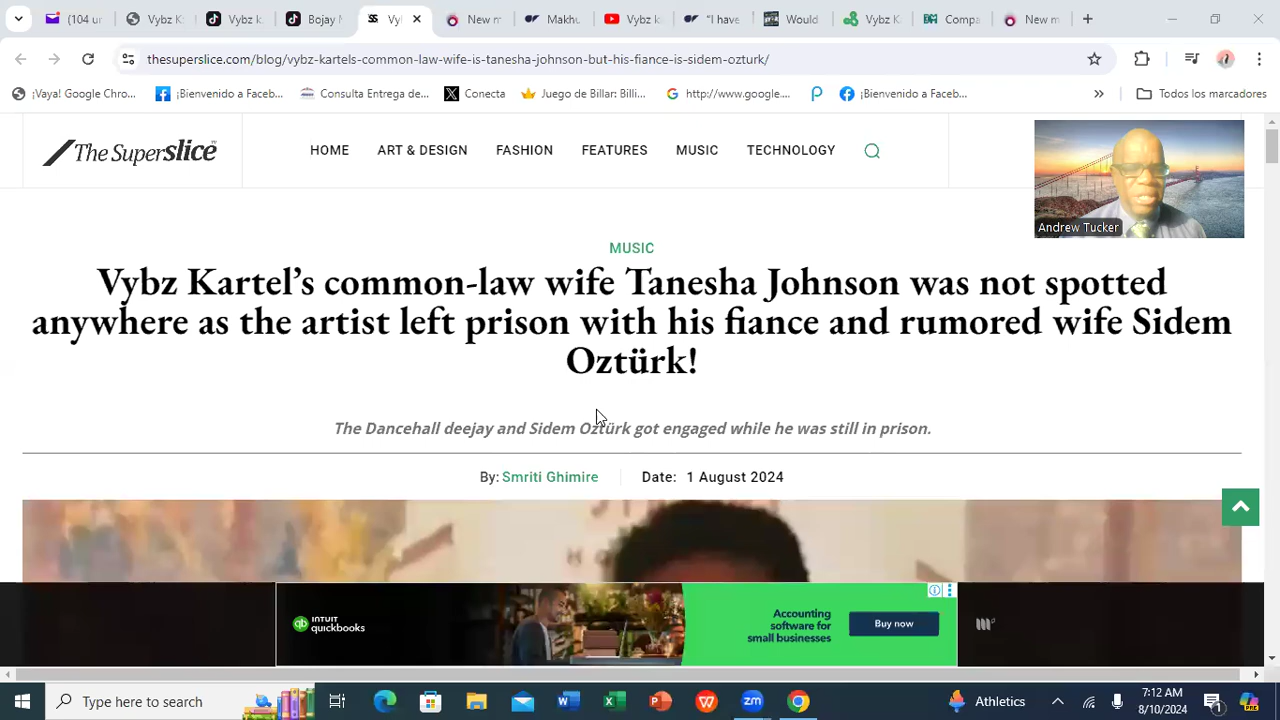 (104 u
Vybz K
Vybz k
Bojay
Vyl
New m
Makhu
Vybz k
"I have
Would
Vybz K
Compa
New m
thesuperslice.com/blog/vybz-kartels-common-law-wife-is-tanesha-johnson-but-his-fiance-is-sidem-ozturk/
¡Vaya! Google Chro...
¡Bienvenido a Faceb...
Consulta Entrega de...
Conecta
Juego de Billar: Billi...
http://www.google....
¡Bienvenido a Faceb...
Todos los marcadores
The Superslice
HOME
ART & DESIGN
FASHION
FEATURES
MUSIC
TECHNOLOGY
Andrew Tucker
MUSIC
Vybz Kartel's common-law wife Tanesha Johnson was not spotted
anywhere as the artist left prison with his fiance and rumored wife Sidem
Oztürk!
The Dancehall deejay and Sidem Oztürk got engaged while he was still in prison.
By: Smriti Ghimire
Date: 1 August 2024
INTUIT
quickbooks
Accounting
software for
small businesses
Buy now
Type here to search
Athletics
7:12 AM
8/10/2024